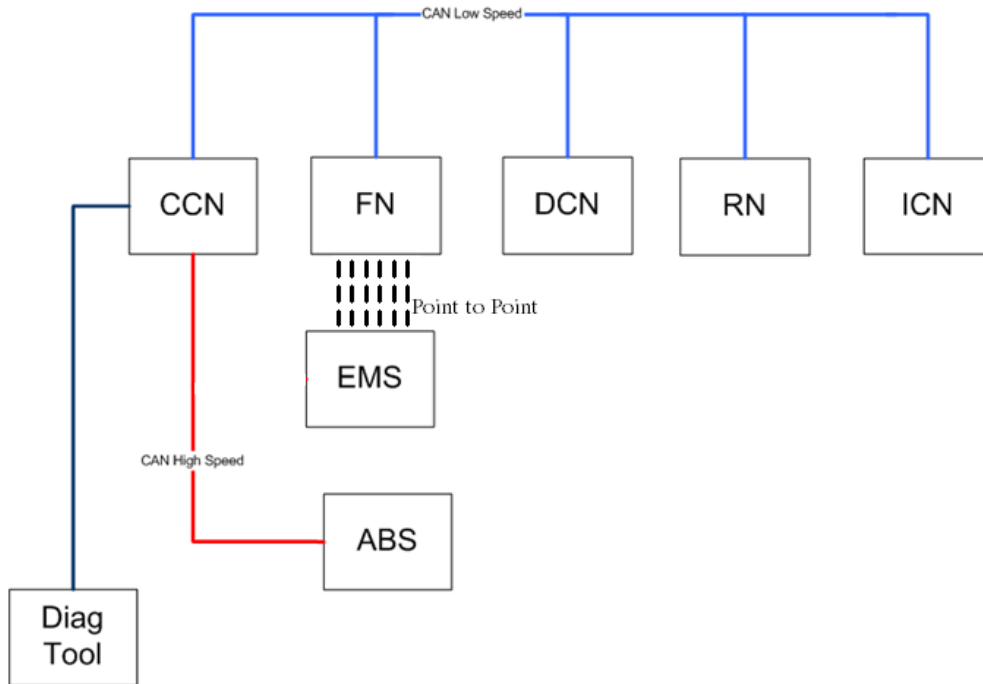 CAN Low Speed
CCN
FN
DCN
RN
ICN
Point to Point
EMS
CAN High Speed
ABS
Diag
Tool